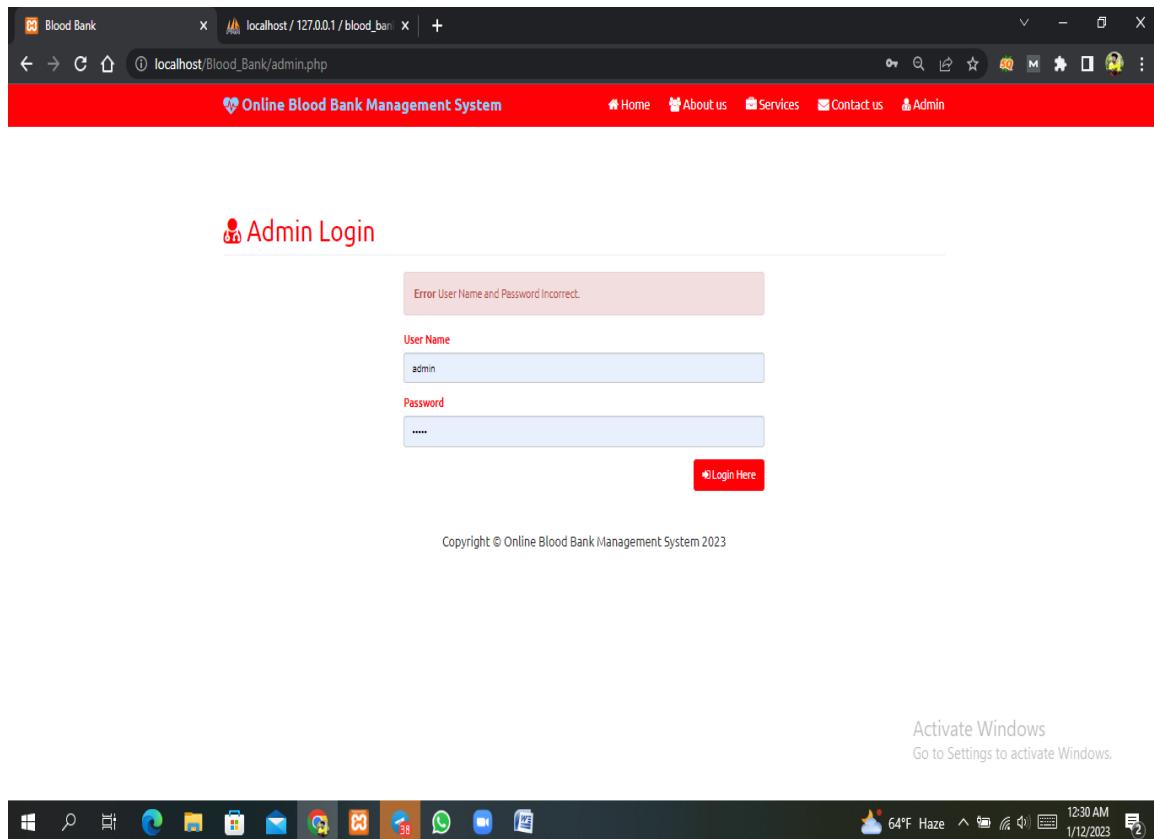 Blood Bank
localhost / 127.0.0.1 / blood_ban
localhost/Blood_Bank/admin.php
Online Blood Bank Management System
Home
About us
Services
Contact us
Admin
Admin Login
Error User Name and Password Incorrect.
User Name
admin
Password
•••••
Login Here
Copyright © Online Blood Bank Management System 2023
Activate Windows
Go to Settings to activate Windows.
38
64°F Haze
12:30 AM
1/12/2023
2